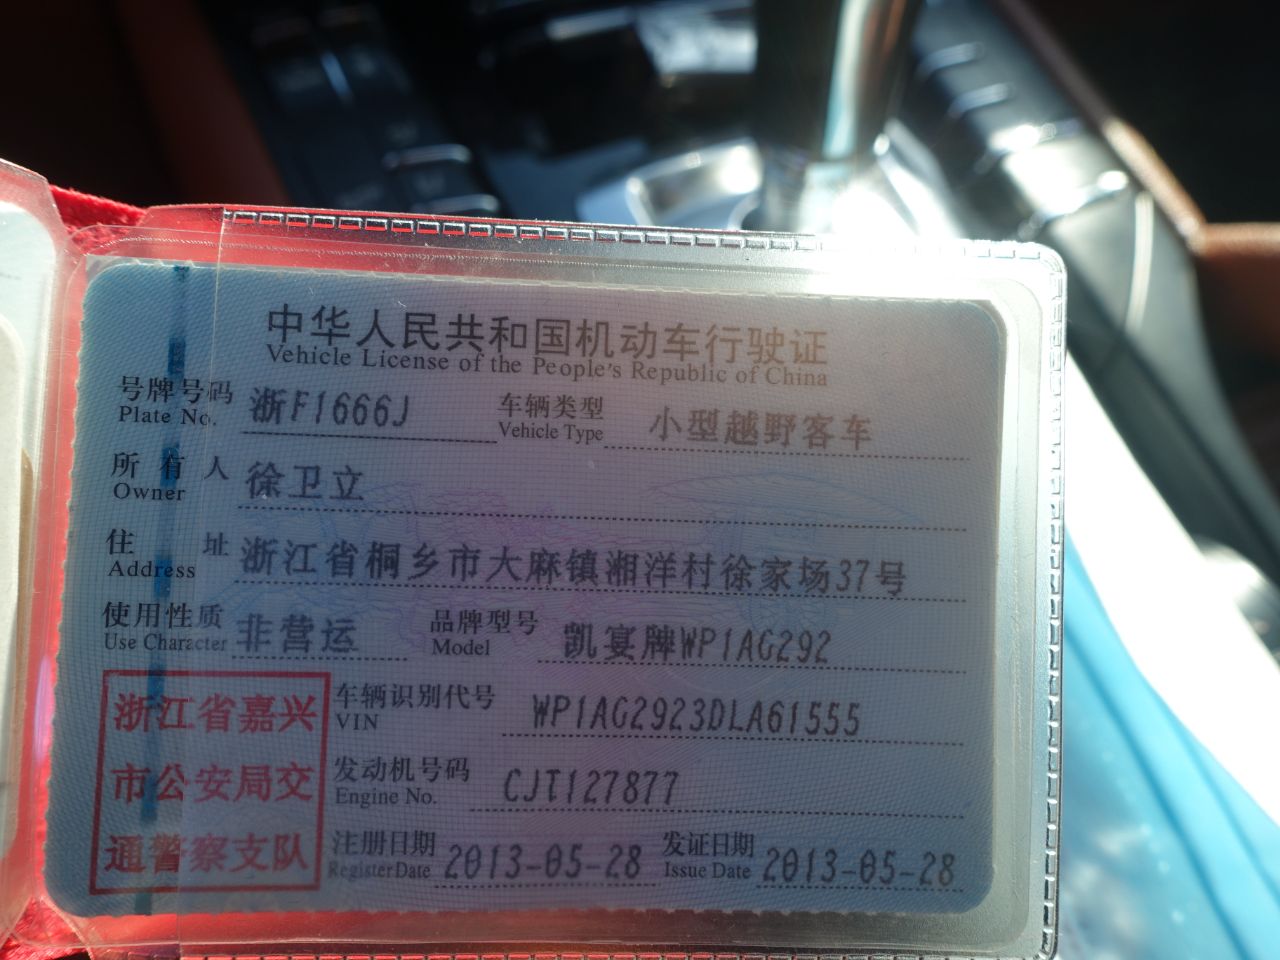 中华人民共和国机动车行驶证
Vehicle License of the People's Republic of China
号牌号码 浙F1666J 车辆类型 小型越野客车
Plate No. Vehicle Type
所有人 徐卫立
Owner
住址 浙江省桐乡市大麻镇湘洋村徐家场37号
Address
使用性质 非营运 品牌型号 凯宴牌WP1AG292
Use Character Model
浙江省嘉兴
市公安局交
通警察支队
车辆识别代号 WP1AG2923DLA61555
VIN
发动机号码 CJT127877
Engine No.
注册日期 2013-05-28 发证日期 2013-05-28
Register Date Issue Date